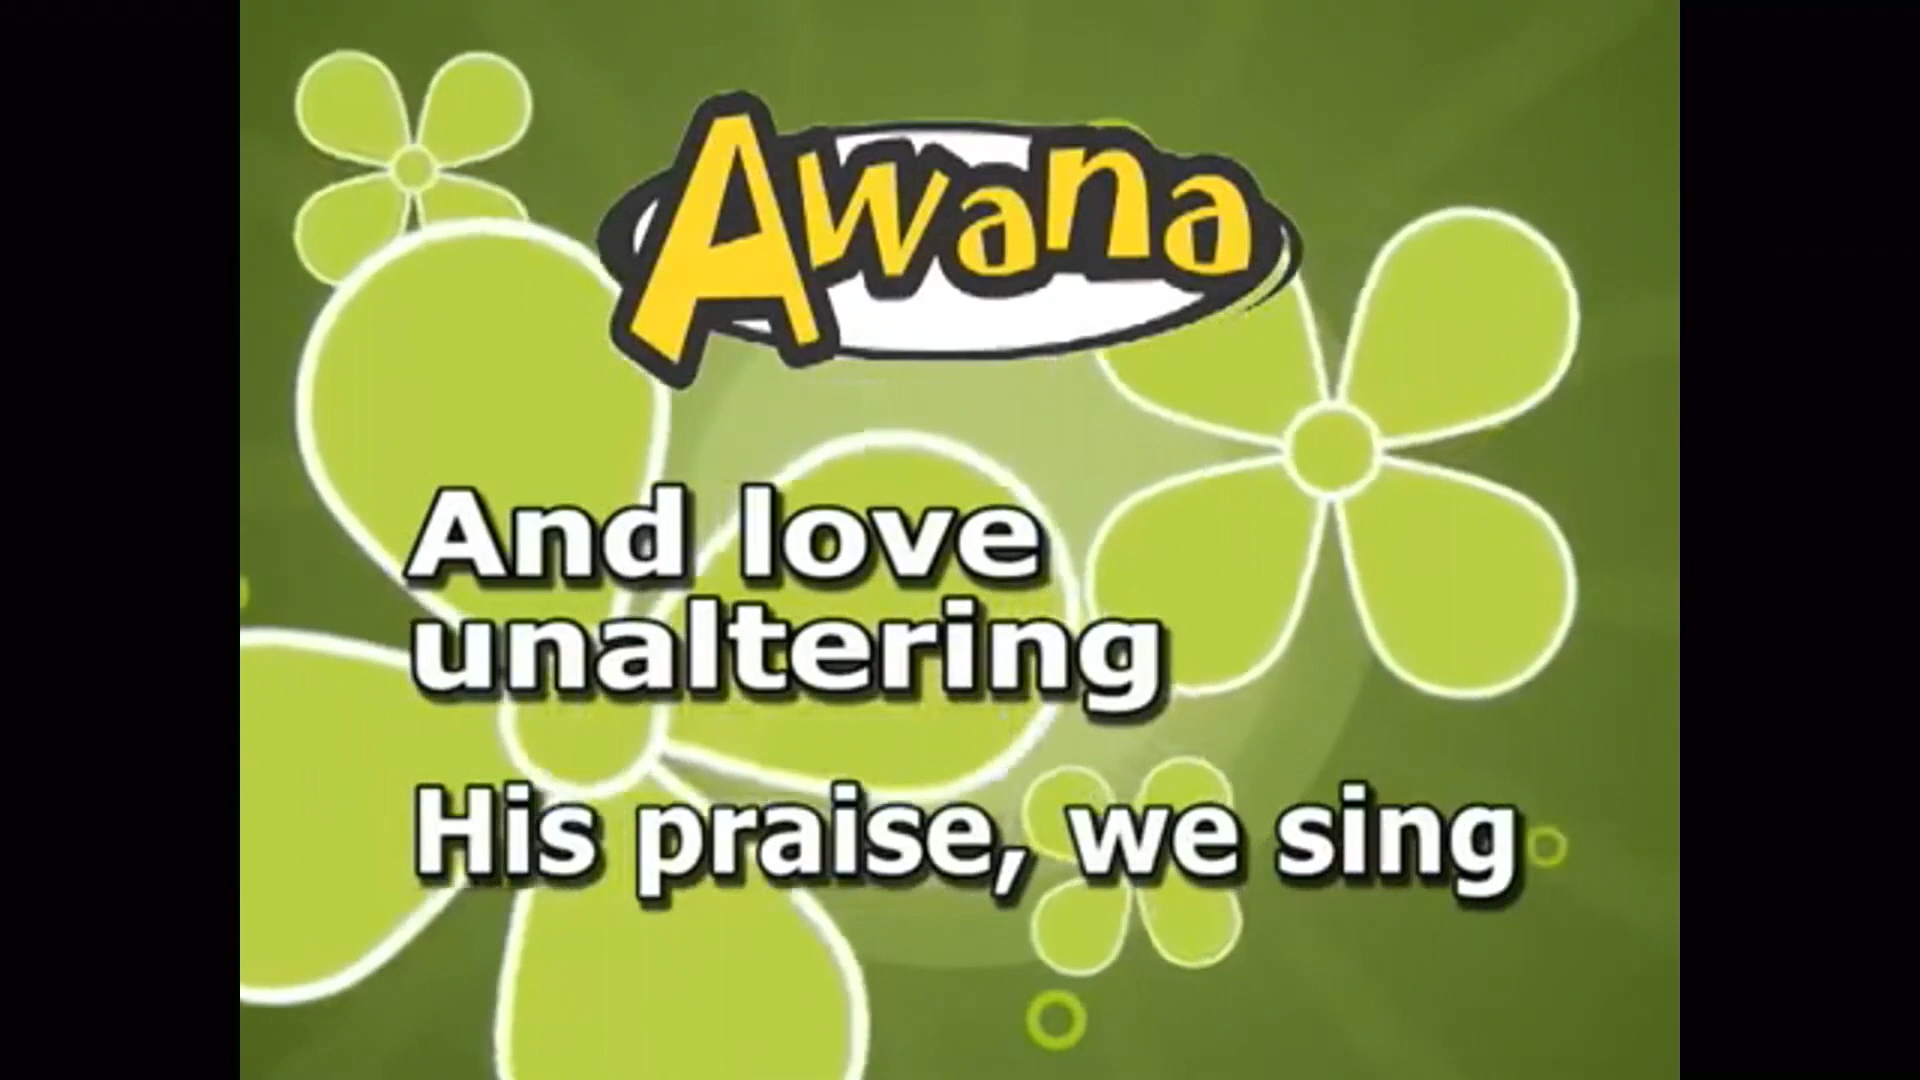 Awana
And love
unaltering
His praise, we sing